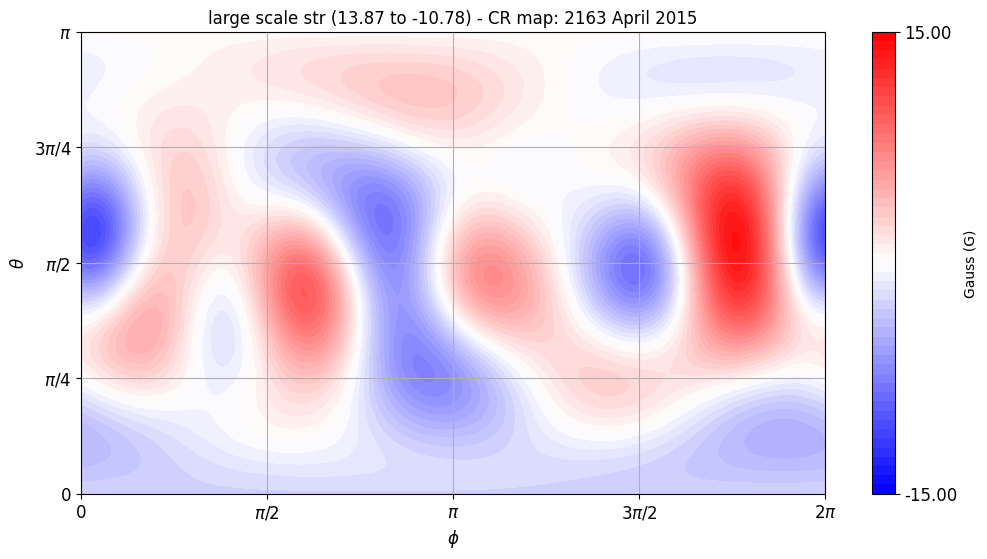 large scale str (13.87 to -10.78) - CR map: 2163 April 2015
π
3π/4
π/2
π/4
0
θ
0
π/2
π
3π/2
2π
ϕ
15.00
-15.00
Gauss (G)